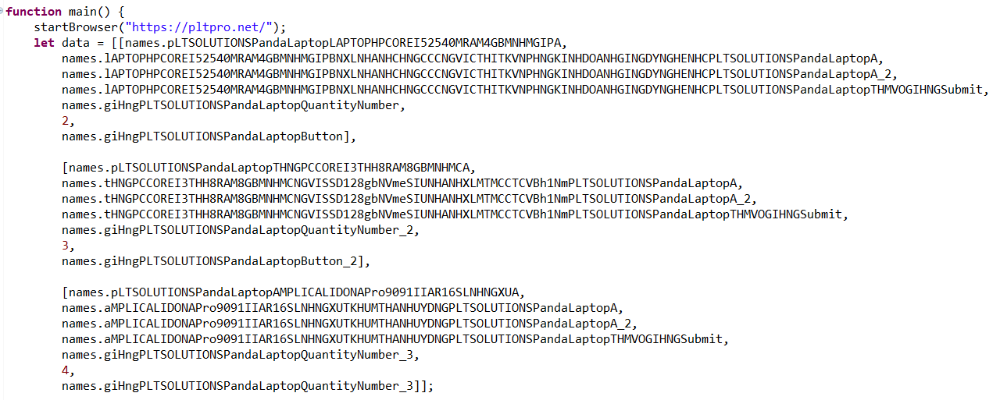 function main() {
startBrowser("https://pltpro.net/");
let data = [[names.pLTSOLUTIONSPandaLaptopLAPTOPHPCOREI52540MRAM4GBMNHMGIPA,
names.lAPTOPHPCOREI52540MRAM4GBMNHMGIPBNXLNHANHCHNGCCCNGVICTHITKVNPHNGKINHDOANHGINGDYNGHENHCPLTSOLUTIONSPandaLaptopA,
names.lAPTOPHPCOREI52540MRAM4GBMNHMGIPBNXLNHANHCHNGCCCNGVICTHITKVNPHNGKINHDOANHGINGDYNGHENHCPLTSOLUTIONSPandaLaptopA_2,
names.lAPTOPHPCOREI52540MRAM4GBMNHMGIPBNXLNHANHCHNGCCCNGVICTHITKVNPHNGKINHDOANHGINGDYNGHENHCPLTSOLUTIONSPandaLaptopTHMVOGIHNGSubmit,
names.giHngPLTSOLUTIONSPandaLaptopQuantityNumber,
2,
names.giHngPLTSOLUTIONSPandaLaptopButton],
[names.pLTSOLUTIONSPandaLaptopTHNGPCCOREI3THH8RAM8GBMNHMCA,
names.tHNGPCCOREI3THH8RAM8GBMNHMCNGVISSD128gbNVmeSIUNHANHXLMTMCCTCVBh1NmPLTSOLUTIONSPandaLaptopA,
names.tHNGPCCOREI3THH8RAM8GBMNHMCNGVISSD128gbNVmeSIUNHANHXLMTMCCTCVBh1NmPLTSOLUTIONSPandaLaptopA_2,
names.tHNGPCCOREI3THH8RAM8GBMNHMCNGVISSD128gbNVmeSIUNHANHXLMTMCCTCVBh1NmPLTSOLUTIONSPandaLaptopTHMVOGIHNGSubmit,
names.giHngPLTSOLUTIONSPandaLaptopQuantityNumber_2,
3,
names.giHngPLTSOLUTIONSPandaLaptopButton_2],
[names.pLTSOLUTIONSPandaLaptopAMPLICALIDONAPro9091IIAR16SLNHNGXUA,
names.aMPLICALIDONAPro9091IIAR16SLNHNGXUTKHUMTHANHUYDNGPLTSOLUTIONSPandaLaptopA,
names.aMPLICALIDONAPro9091IIAR16SLNHNGXUTKHUMTHANHUYDNGPLTSOLUTIONSPandaLaptopA_2,
names.aMPLICALIDONAPro9091IIAR16SLNHNGXUTKHUMTHANHUYDNGPLTSOLUTIONSPandaLaptopTHMVOGIHNGSubmit,
names.giHngPLTSOLUTIONSPandaLaptopQuantityNumber_3,
4,
names.giHngPLTSOLUTIONSPandaLaptopQuantityNumber_3]];